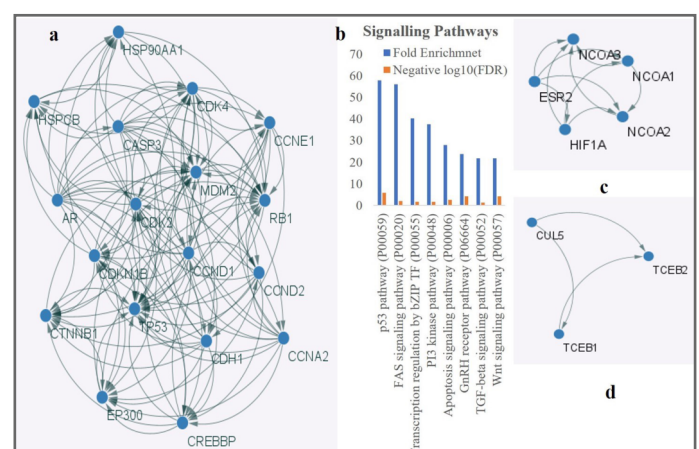 a
HSP90AA1
HSPCB
CDK4
CASP3
CCNE1
MDM2
AR
CDK2
RB1
CDKN1B
CCND1
CCND2
CTNNB1
TP53
CDH1
CCNA2
EP300
CREBBP
b
Signalling Pathways
Fold Enrichmnet
Negative log10(FDR)
70
60
50
40
30
20
10
0
p53 pathway (P00059)
FAS signaling pathway (P00020)
Transcription regulation by bZIP TF (P00055)
PI3 kinase pathway (P00048)
Apoptosis signaling pathway (P00006)
GnRH receptor pathway (P06664)
TGF-beta signaling pathway (P00052)
Wnt signaling pathway (P00057)
NCOA3
NCOA1
ESR2
NCOA2
HIF1A
c
CUL5
TCEB2
TCEB1
d